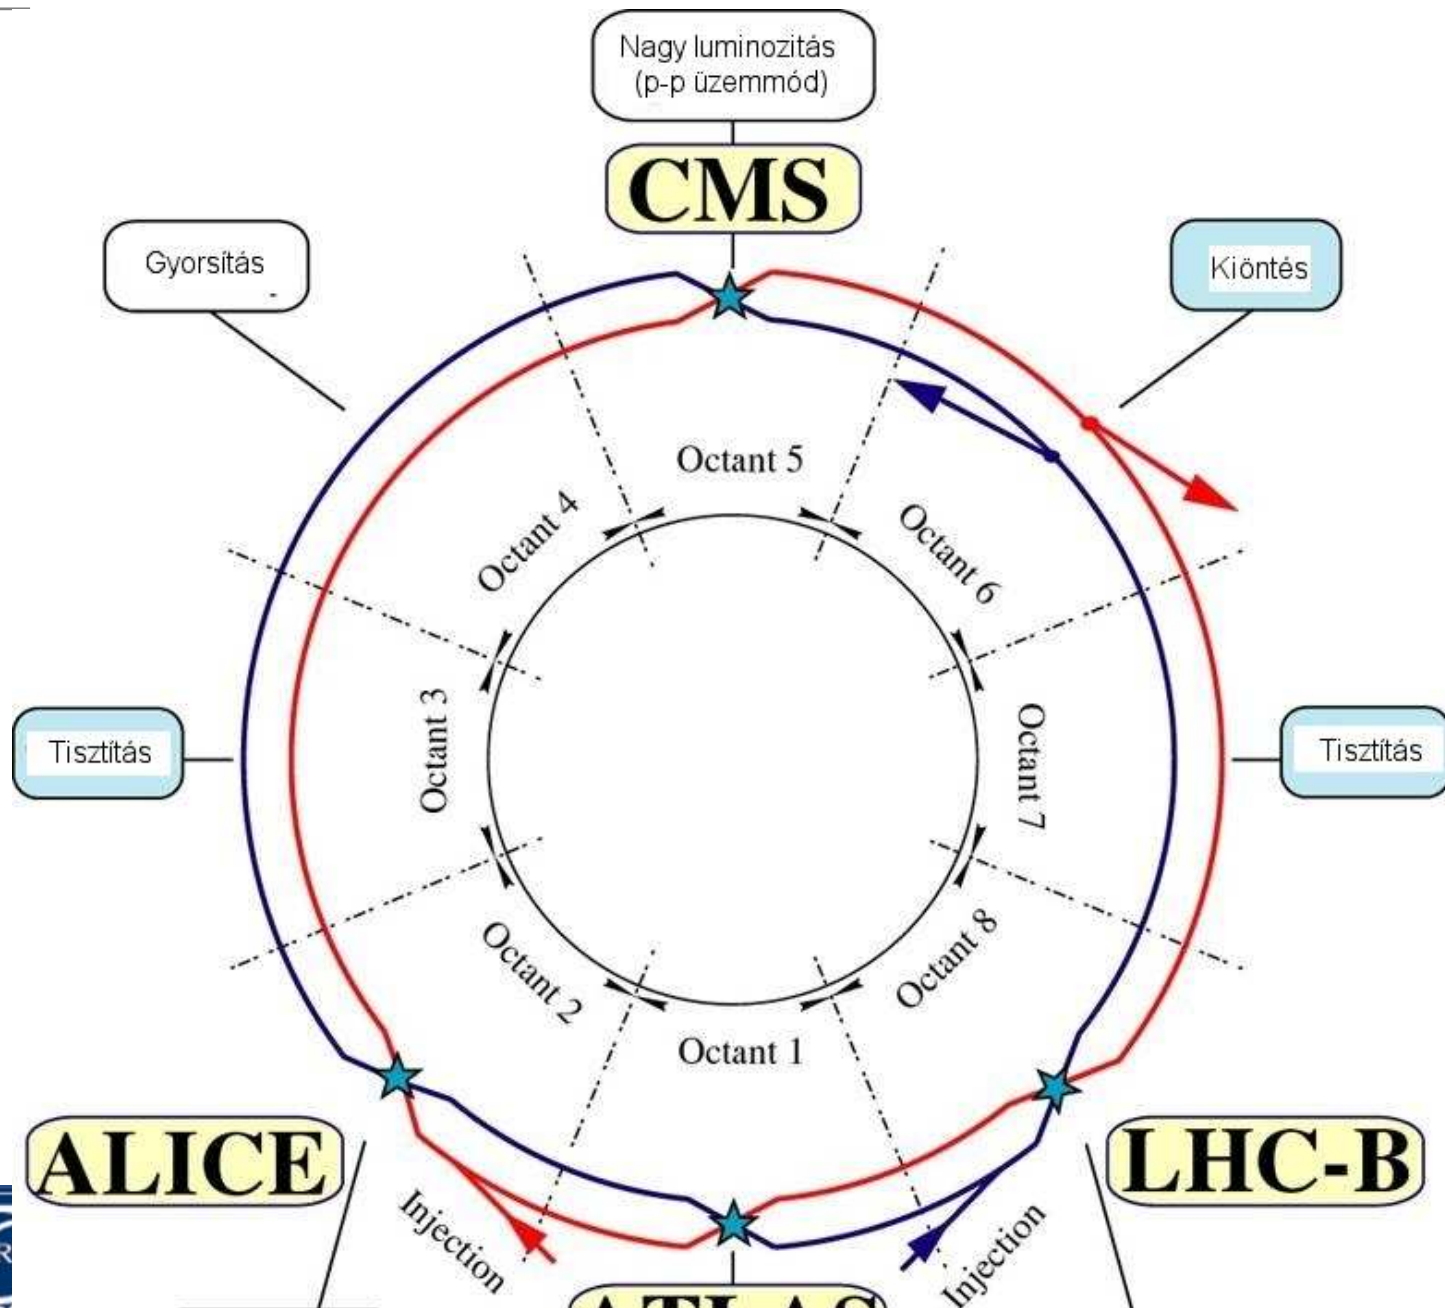 Nagy luminozitás
(p-p üzemmód)
CMS
Gyorsítás
Kiöntés
Octant 5
Octant 4
Octant 6
Octant 3
Octant 7
Tisztítás
Tisztítás
Octant 2
Octant 8
Octant 1
ALICE
LHC-B
Injection
Injection
ATLAS